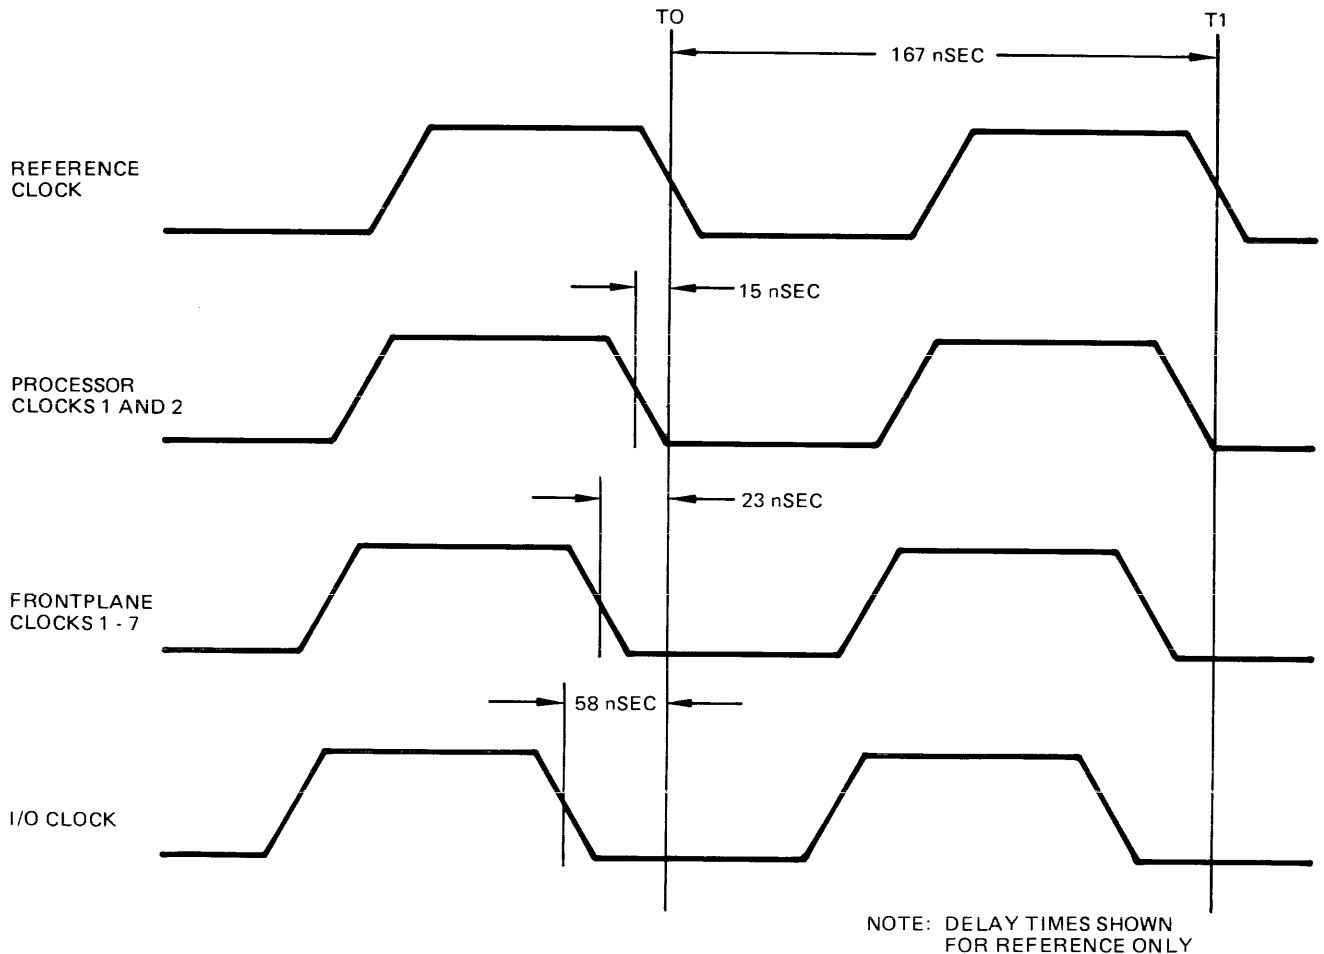 T0
T1
167 nSEC
REFERENCE
CLOCK
15 nSEC
PROCESSOR
CLOCKS 1 AND 2
23 nSEC
FRONTPLANE
CLOCKS 1 - 7
58 nSEC
I/O CLOCK
NOTE: DELAY TIMES SHOWN
FOR REFERENCE ONLY